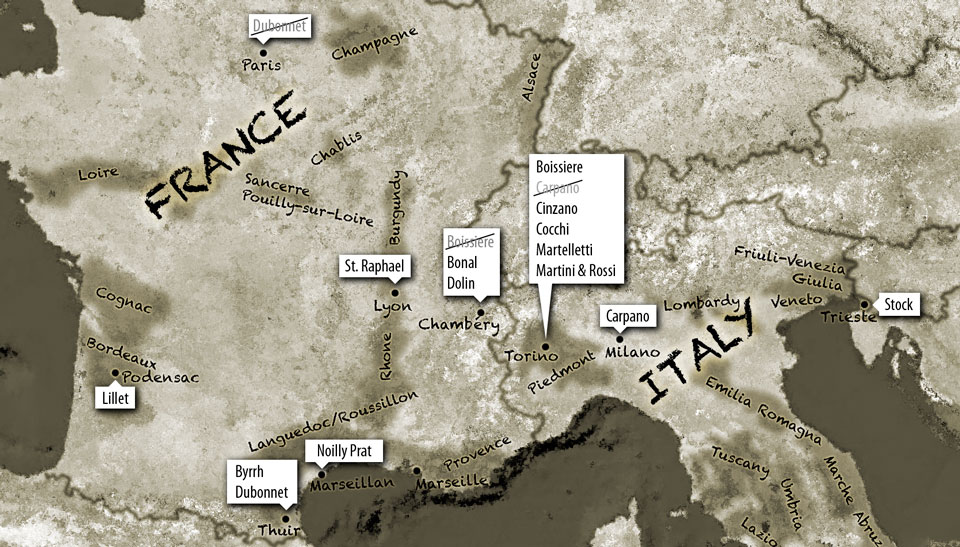 Dubonnet
Paris
Champagne
Alsace
FRANCE
Loire
Chablis
Sancerre
Pouilly-sur-Loire
Burgundy
Boissiere
Carpano
Cinzano
Cocchi
Martelletti
Martini & Rossi
Torino
Boissiere
Bonal
Dolin
Chambéry
St. Raphael
Lyon
Cognac
Bordeaux
Podensac
Lillet
Rhone
Piedmont
Carpano
Milano
Lombardy
Friuli-Venezia
Giulia
Veneto
Trieste
Stock
ITALY
Emilia Romagna
Languedoc/Roussillon
Noilly Prat
Marseillan
Provence
Marseille
Byrrh
Dubonnet
Thuir
Tuscany
Umbria
Marche
Abruz
Lazio